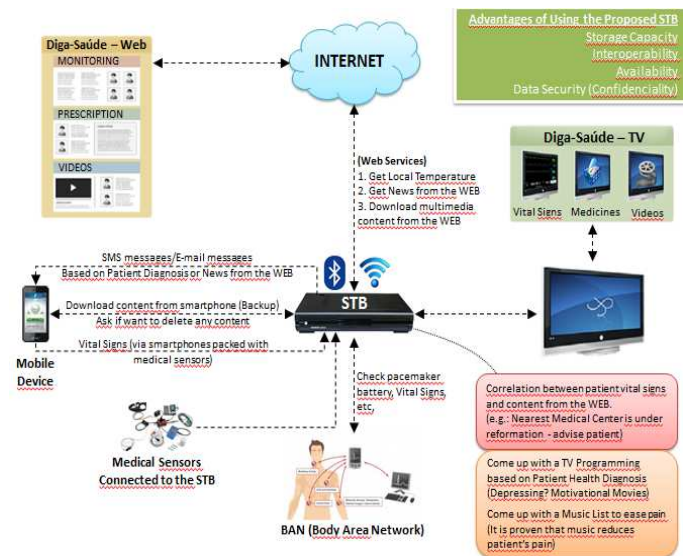 Diga-Saúde – Web
MONITORING
PRESCRIPTION
VIDEOS
INTERNET
Advantages of Using the Proposed STB
Storage Capacity
Interoperability
Availability
Data Security (Confidenciality)
(Web Services)
1. Get Local Temperature
2. Get News from the WEB
3. Download multimedia
content from the WEB
Diga-Saúde – TV
Vital Signs
Medicines
Videos
SMS messages/E-mail messages
Based on Patient Diagnosis or News from the WEB
STB
Download content from smartphone (Backup)
Ask if want to delete any content
Vital Signs (via smartphones packed with
medical sensors)
Mobile
Device
Check pacemaker
battery, Vital Signs,
etc,
Medical Sensors
Connected to the STB
BAN (Body Area Network)
Correlation between patient vital signs
and content from the WEB.
(e.g.: Nearest Medical Center is under
reformation - advise patient)
Come up with a TV Programming
based on Patient Health Diagnosis
(Depressing? Motivational Movies)
Come up with a Music List to ease pain
(It is proven that music reduces
patient's pain)